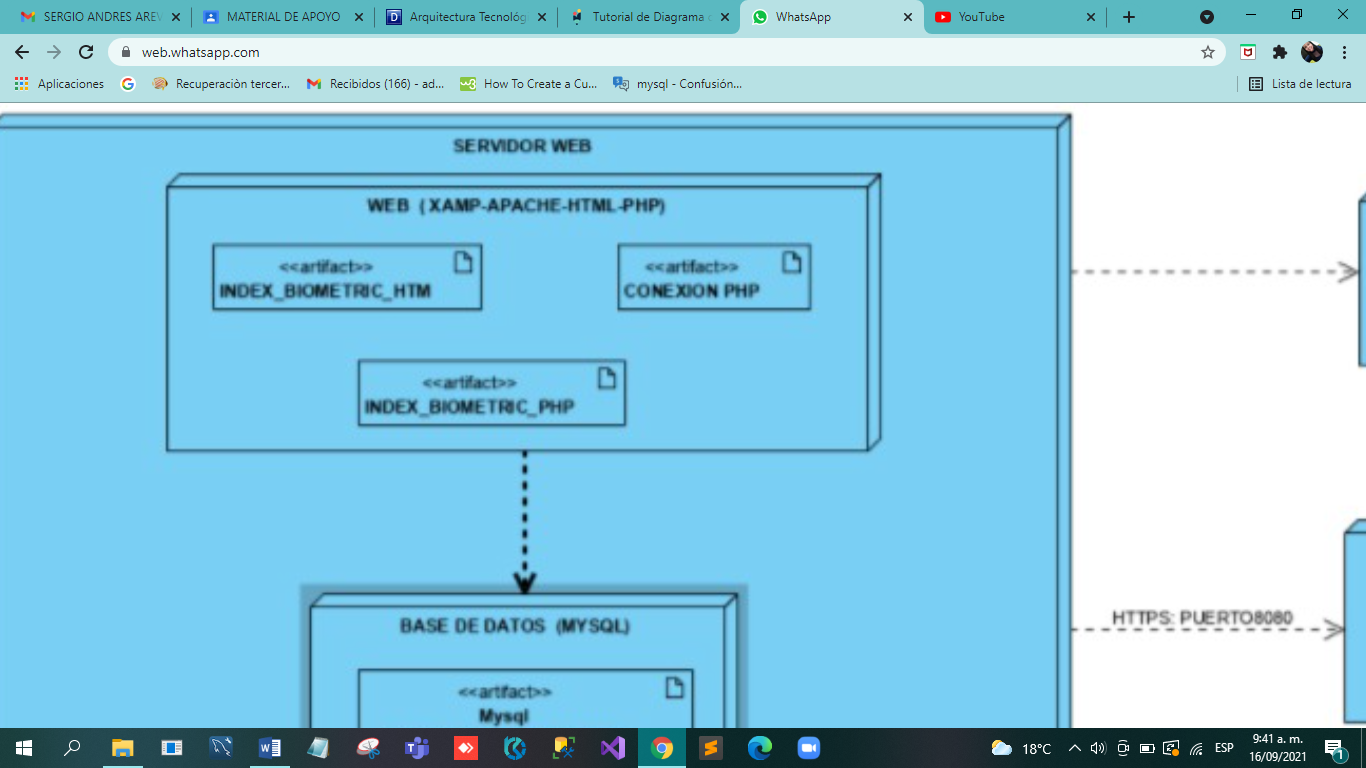 SERGIO ANDRES AREV
MATERIAL DE APOYO
Arquitectura Tecnológ
Tutorial de Diagrama d
WhatsApp
YouTube
web.whatsapp.com
Aplicaciones
Recuperaciòn tercer...
Recibidos (166) - ad...
How To Create a Cu...
mysql - Confusión...
Lista de lectura
SERVIDOR WEB
WEB ( XAMP-APACHE-HTML-PHP)
<<artifact>>
INDEX_BIOMETRIC_HTM
<<artifact>>
CONEXION PHP
<<artifact>>
INDEX_BIOMETRIC_PHP
BASE DE DATOS (MYSQL)
<<artifact>>
Mysql
HTTPS: PUERTO8080
18°C
ESP
9:41 a. m.
16/09/2021
1